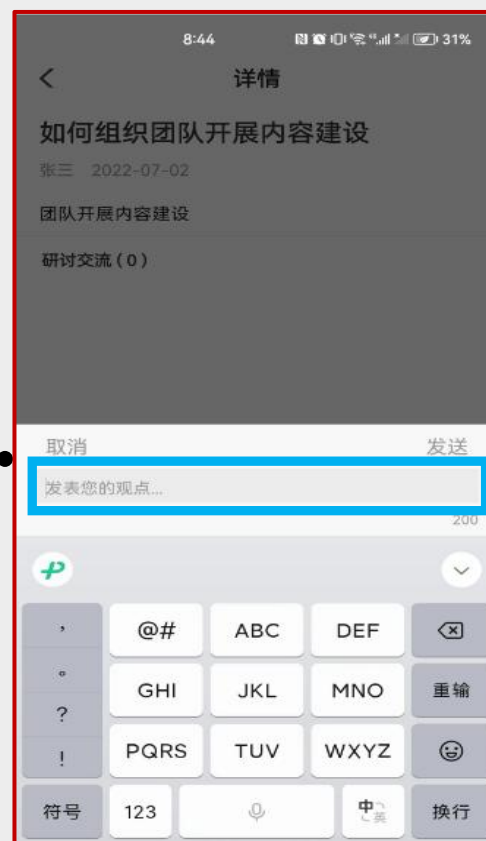 8:44 31%
详情
如何组织团队开展内容建设
张三 2022-07-02
团队开展内容建设
研讨交流(0)
取消 发送
发表您的观点...
200
, @# ABC DEF
。 GHI JKL MNO 重输
?
! PQRS TUV WXYZ
符号 123 中英 换行